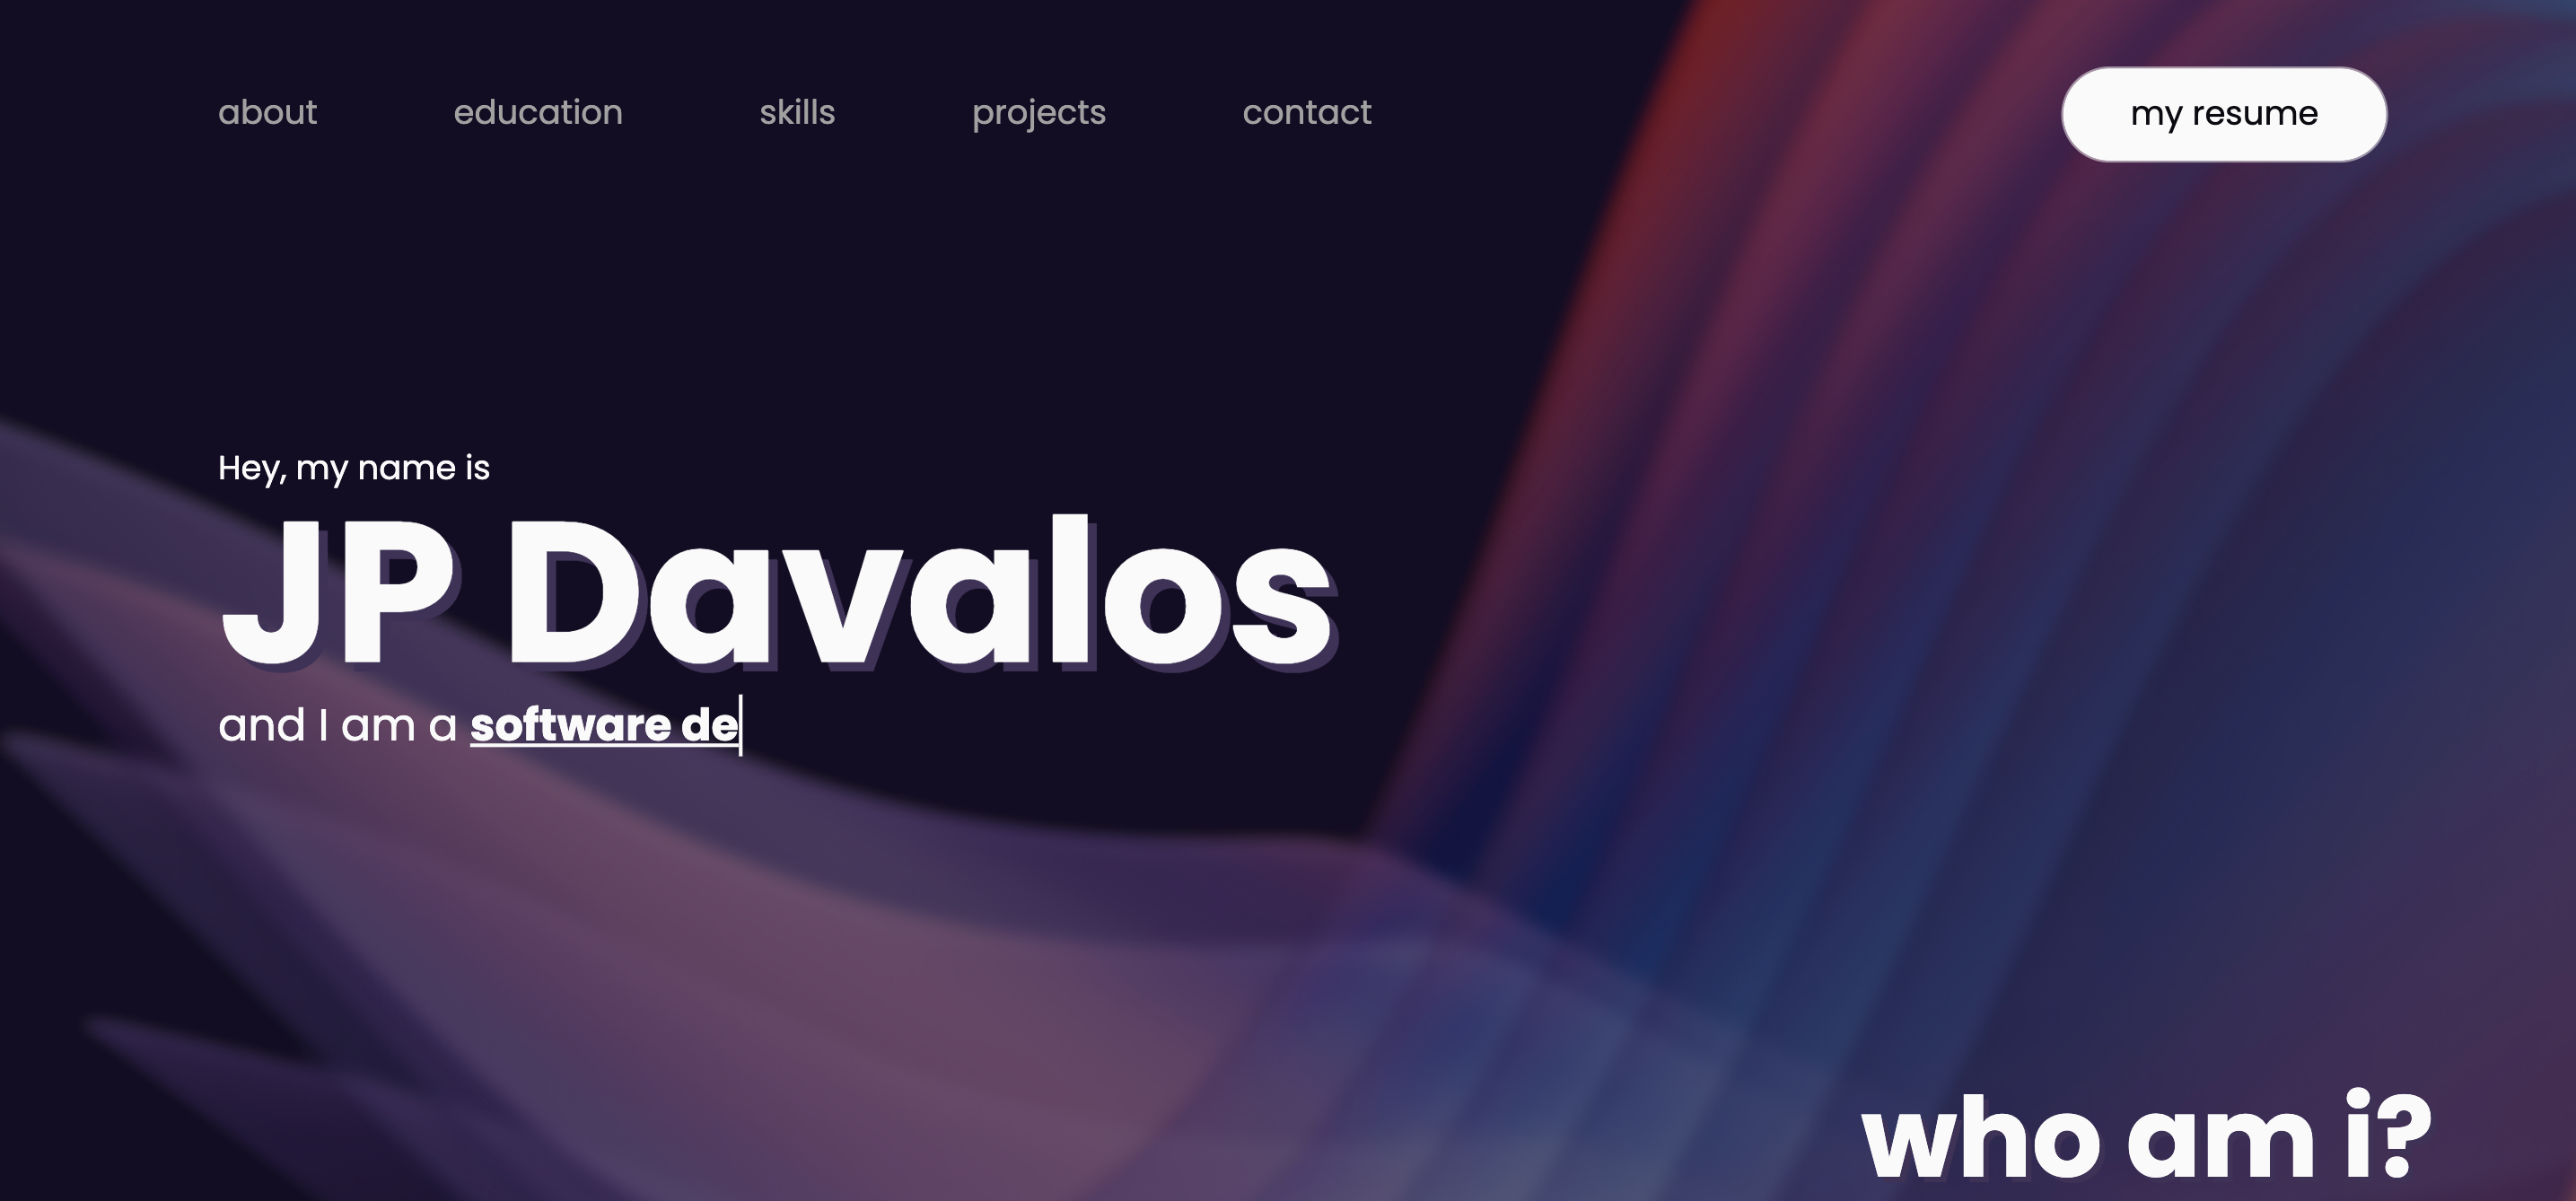 about education skills projects contact my resume
Hey, my name is
JP Davalos
and I am a software de
who am i?